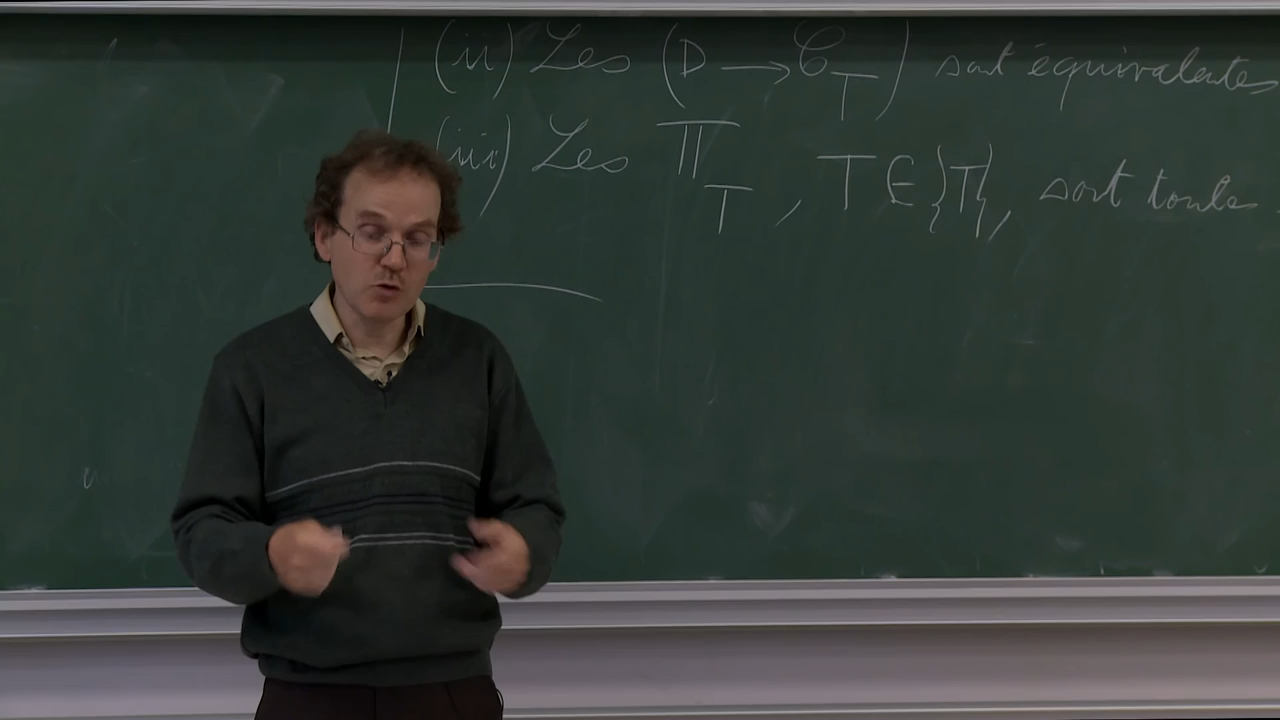 (ii) Les (D ⟶ C_T) sont équivalentes
(iii) Les Π_T , T ∈ {T}, sont toutes